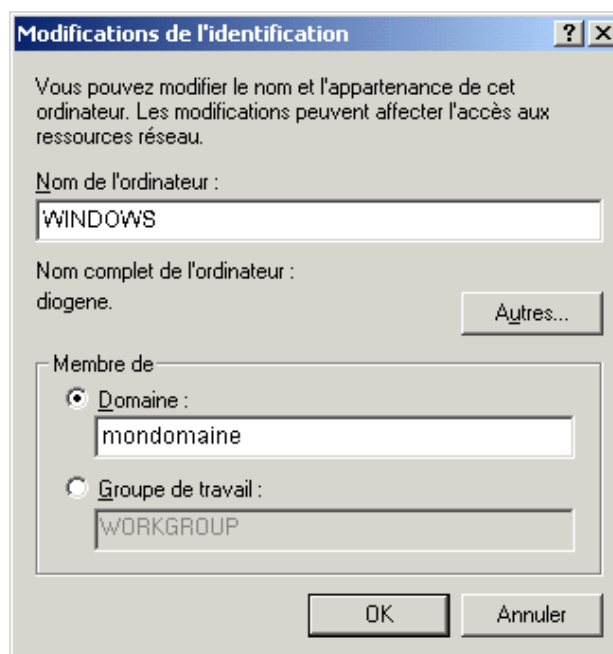 Modifications de l'identification
Vous pouvez modifier le nom et l'appartenance de cet
ordinateur. Les modifications peuvent affecter l'accès aux
ressources réseau.
Nom de l'ordinateur :
WINDOWS
Nom complet de l'ordinateur :
diogene.
Autres...
Membre de
Domaine :
mondomaine
Groupe de travail :
WORKGROUP
OK Annuler